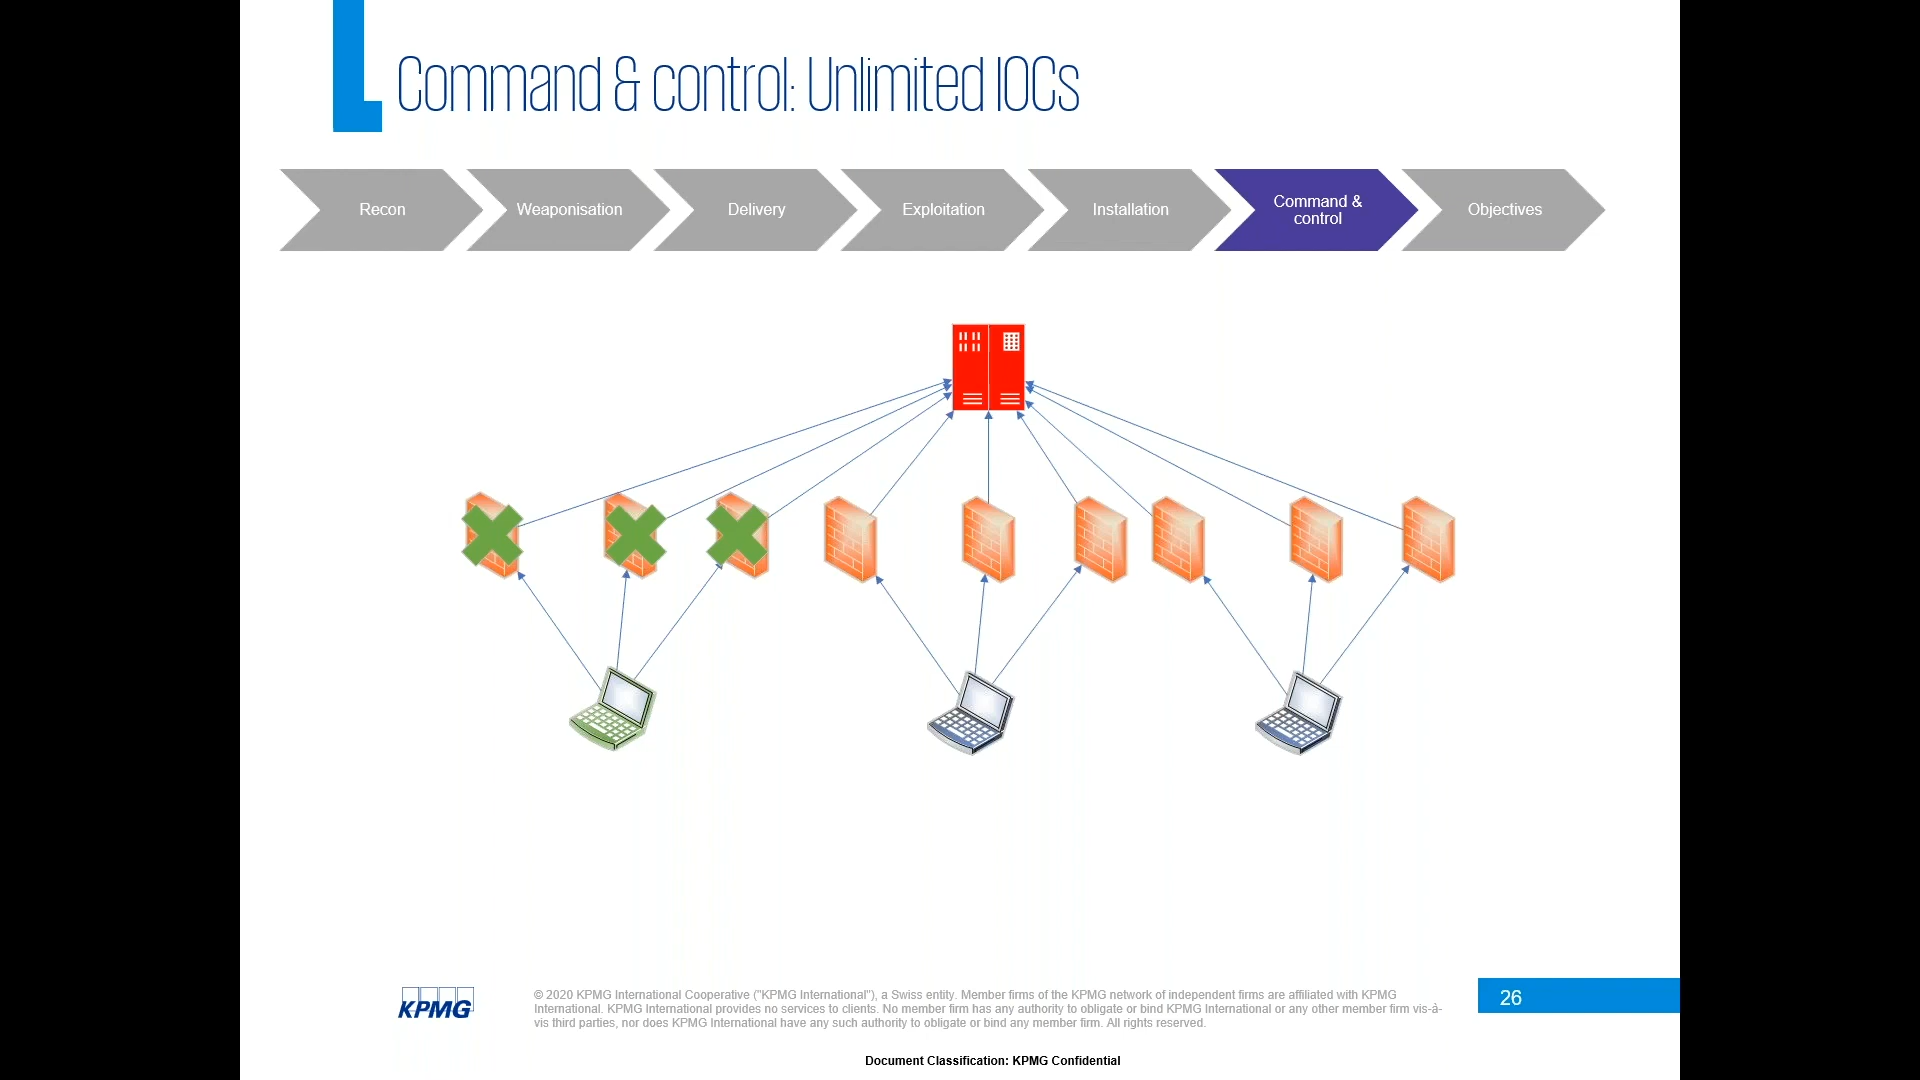 Command & control: Unlimited IOCs
Recon
Weaponisation
Delivery
Exploitation
Installation
Command &
control
Objectives
KPMG
© 2020 KPMG International Cooperative ("KPMG International"), a Swiss entity. Member firms of the KPMG network of independent firms are affiliated with KPMG
International. KPMG International provides no services to clients. No member firm has any authority to obligate or bind KPMG International or any other member firm vis-à-
vis third parties, nor does KPMG International have any such authority to obligate or bind any member firm. All rights reserved.
26
Document Classification: KPMG Confidential